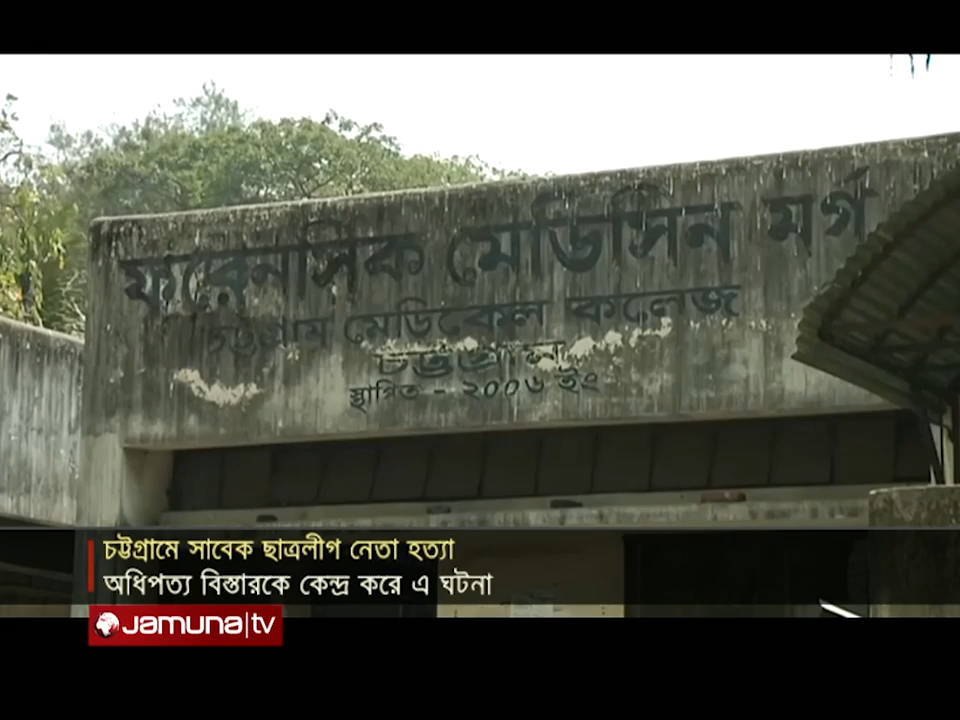 ফরেনসিক মেডিসিন মর্গ
চট্টগ্রাম মেডিকেল কলেজ
চট্টগ্রাম
স্থাপিত - ২০০৬ ইং
চট্টগ্রামে সাবেক ছাত্রলীগ নেতা হত্যা
অধিপত্য বিস্তারকে কেন্দ্র করে এ ঘটনা
JAMUNA|tv